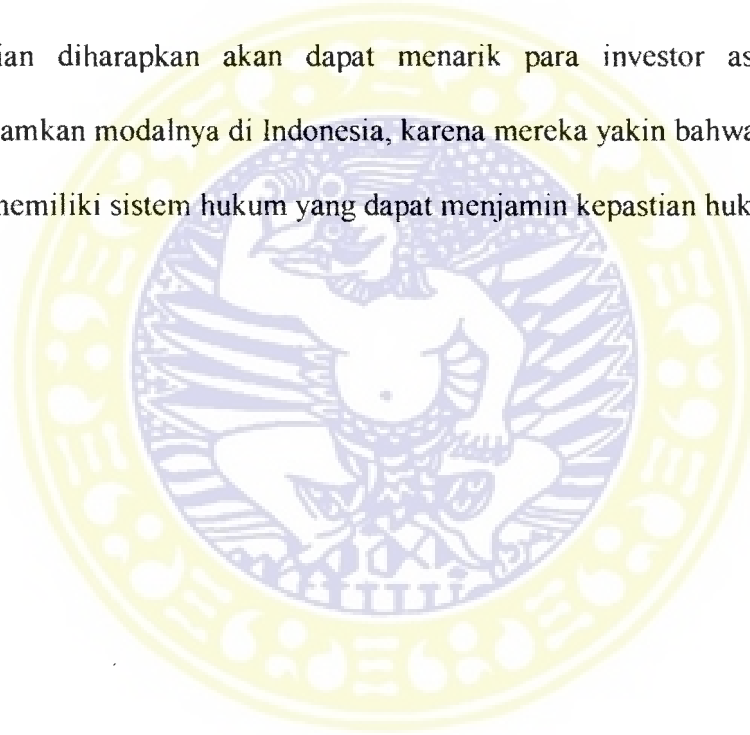 ian diharapkan akan dapat menarik para investor as
amkan modalnya di Indonesia, karena mereka yakin bahwa
nemiliki sistem hukum yang dapat menjamin kepastian huk